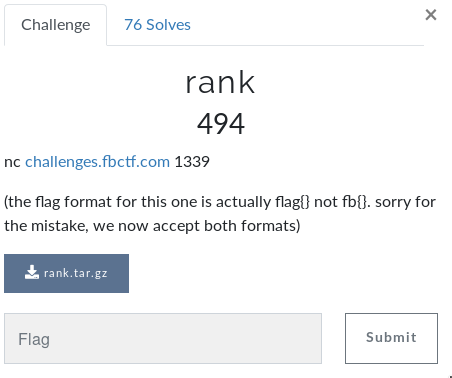 Challenge 76 Solves ×
rank
494
nc challenges.fbctf.com 1339
(the flag format for this one is actually flag{} not fb{}. sorry for
the mistake, we now accept both formats)
rank.tar.gz
Flag Submit